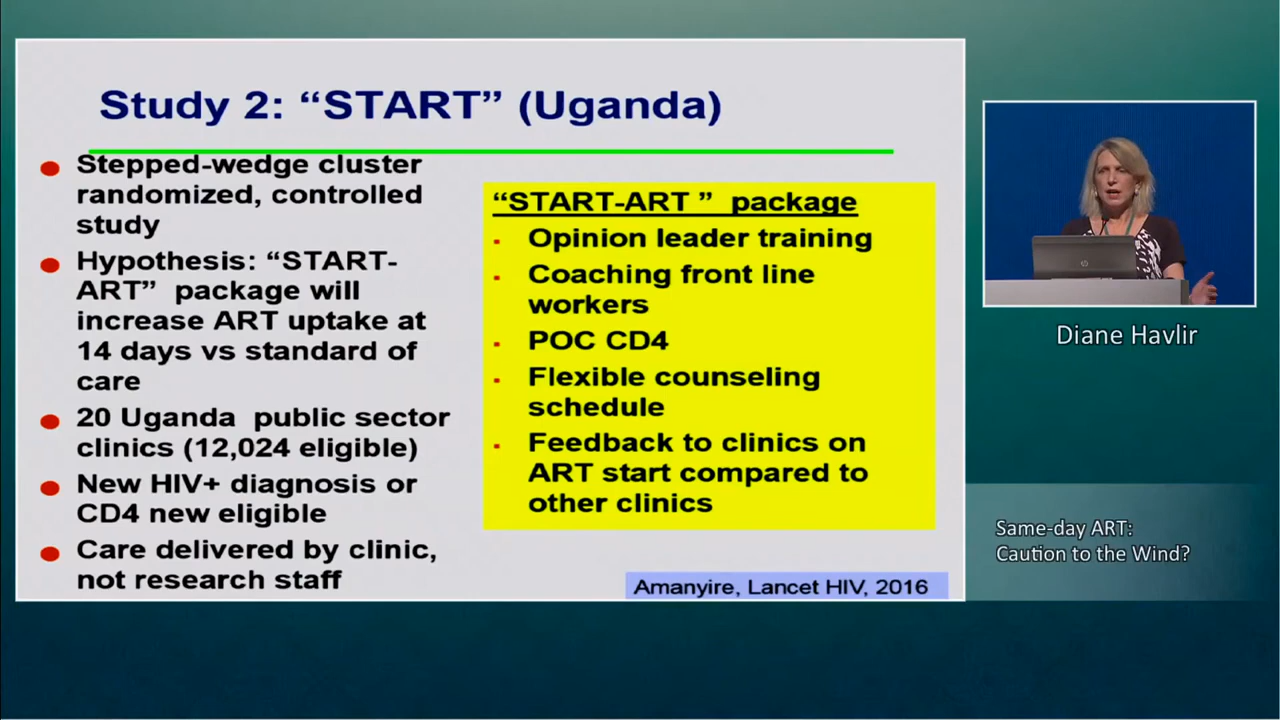 Study 2: “START” (Uganda)
Stepped-wedge cluster
randomized, controlled
study
Hypothesis: “START-
ART” package will
increase ART uptake at
14 days vs standard of
care
20 Uganda public sector
clinics (12,024 eligible)
New HIV+ diagnosis or
CD4 new eligible
Care delivered by clinic,
not research staff
“START-ART ” package
Opinion leader training
Coaching front line
workers
POC CD4
Flexible counseling
schedule
Feedback to clinics on
ART start compared to
other clinics
Amanyire, Lancet HIV, 2016
Diane Havlir
Same-day ART:
Caution to the Wind?